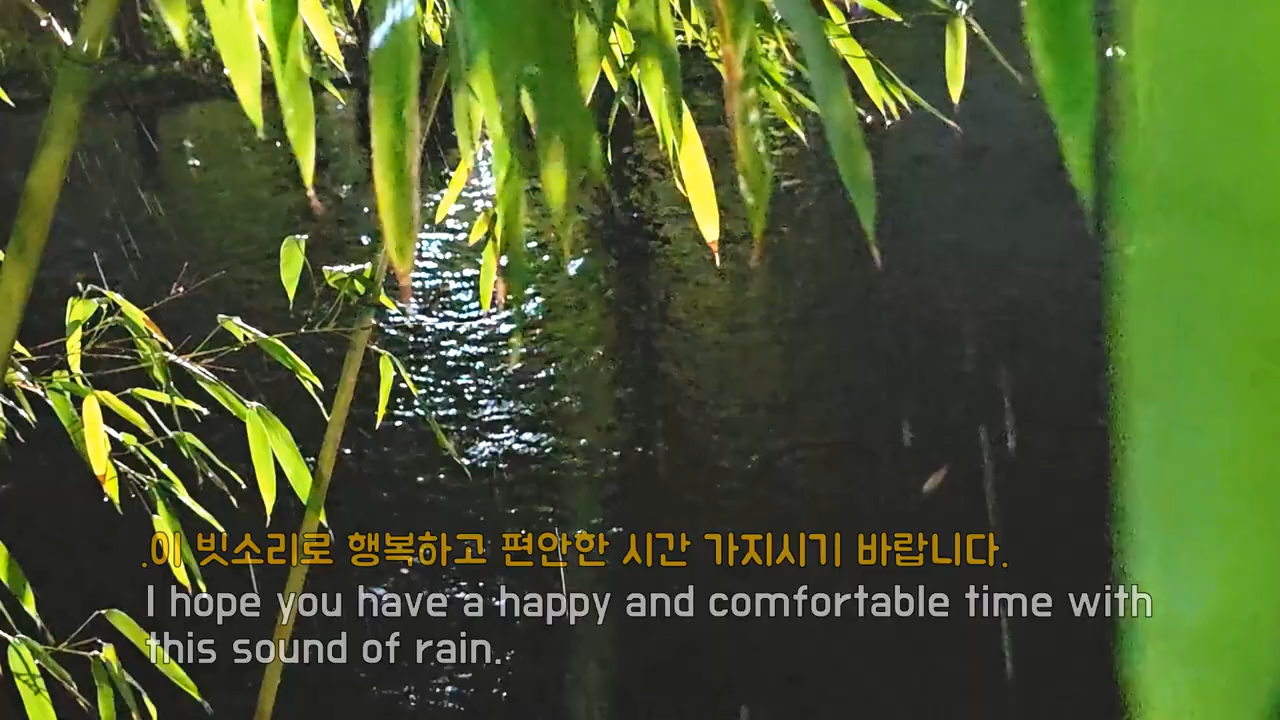 .이 빗소리로 행복하고 편안한 시간 가지시기 바랍니다.
I hope you have a happy and comfortable time with
this sound of rain.